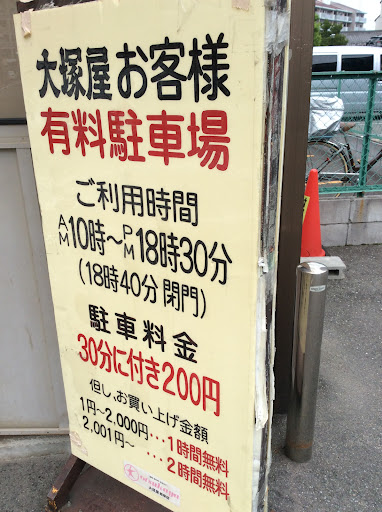 大塚屋お客様
有料駐車場
ご利用時間
AM10時～PM18時30分
(18時40分 閉門)
駐車料金
30分に付き200円
但し、お買い上げ金額
1円～2,000円…1時間無料
2,001円～ …2時間無料